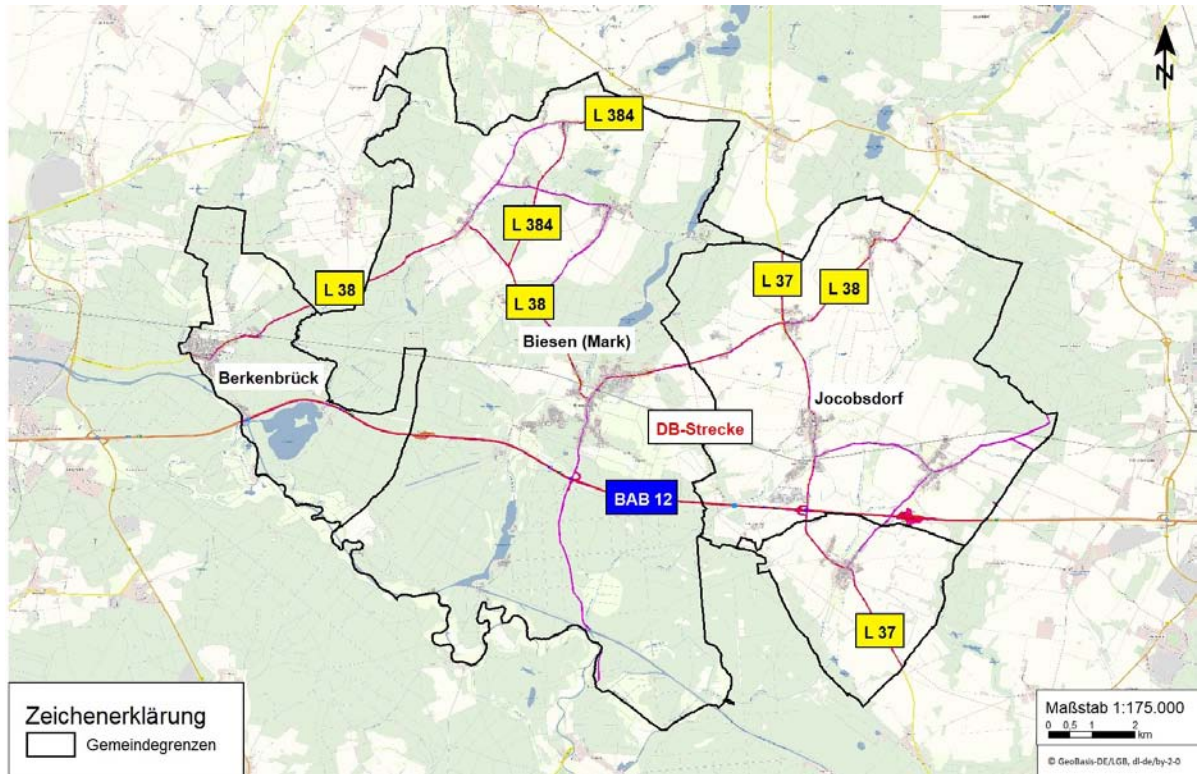 N
L 384
L 384
L 38
L 37
L 38
L 38
Biesen (Mark)
Berkenbrück
Jocobsdorf
DB-Strecke
BAB 12
L 37
Zeichenerklärung
Gemeindegrenzen
Maßstab 1:175.000
0 0,5 1 2
km
© GeoBasis-DE/LGB, dl-de/by-2-0